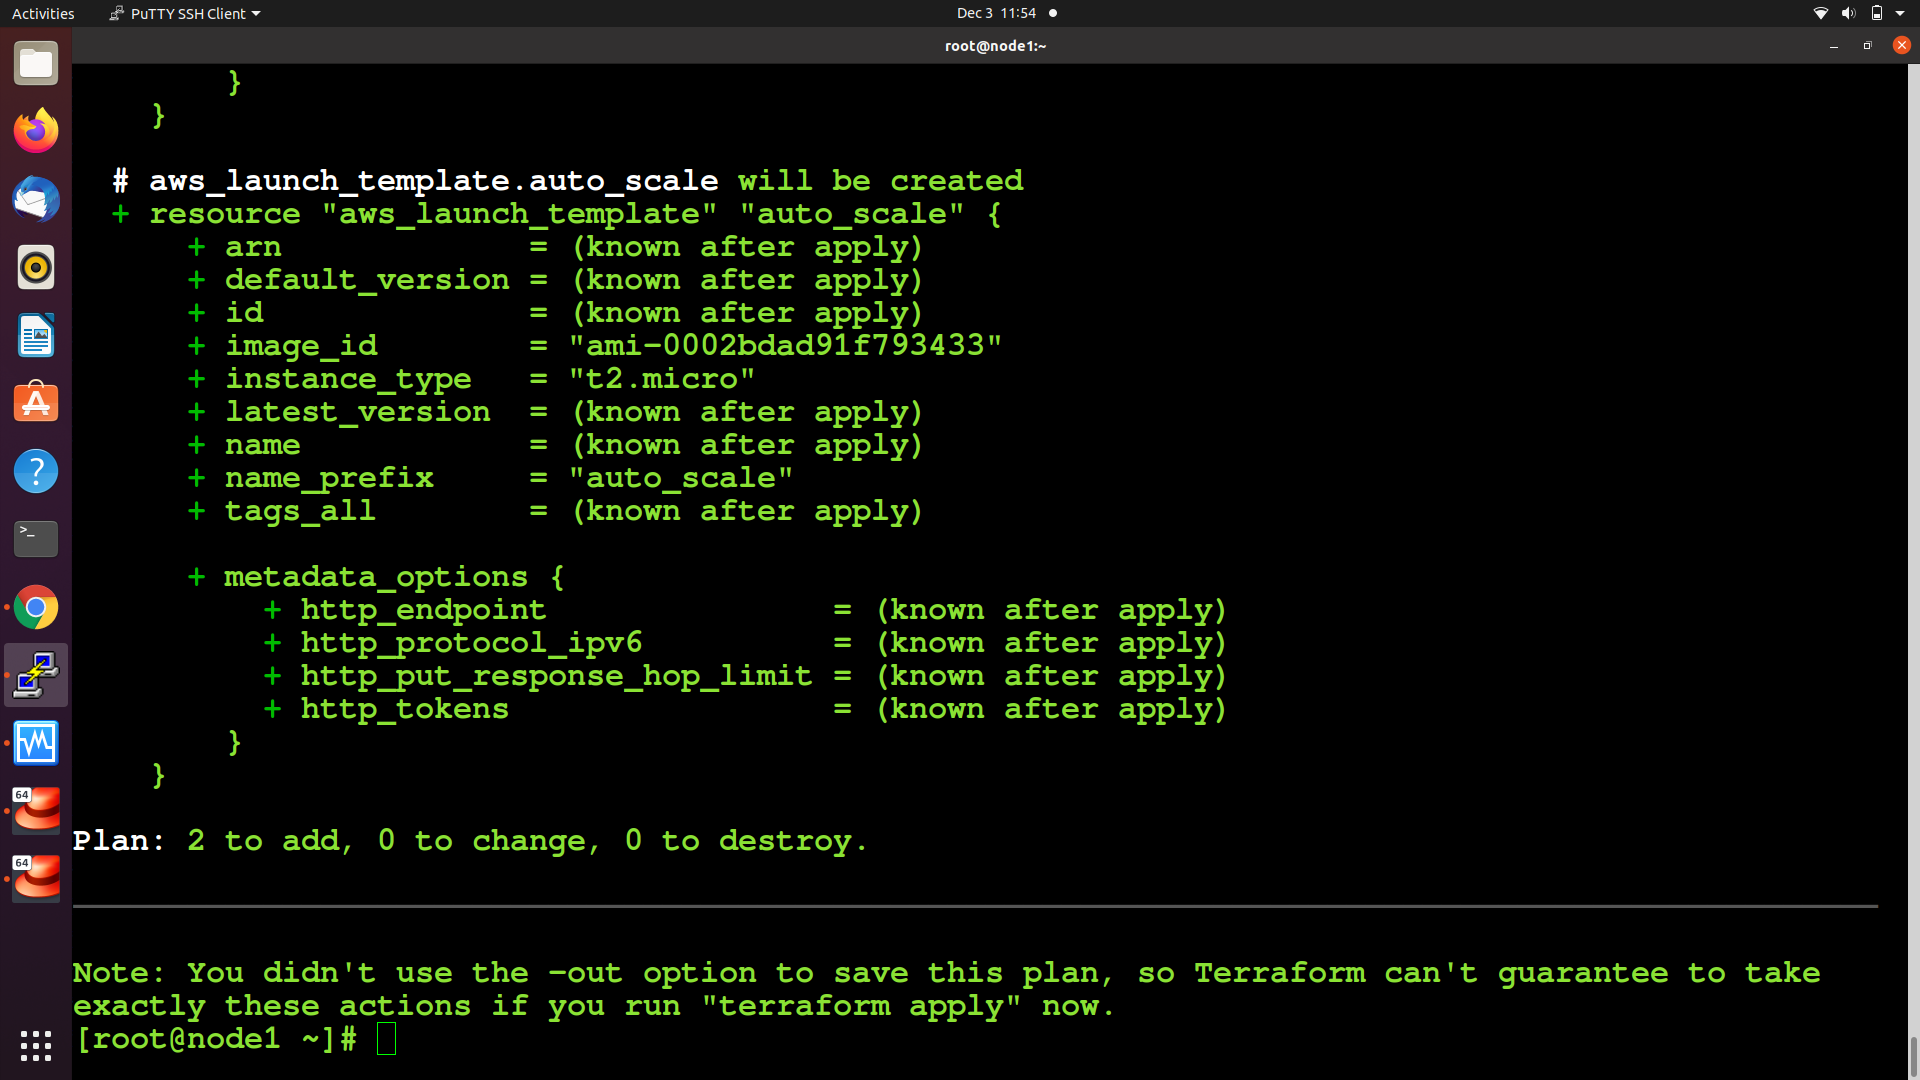 Activities PuTTY SSH Client Dec 3 11:54
root@node1:~
}
}
# aws_launch_template.auto_scale will be created
+ resource "aws_launch_template" "auto_scale" {
+ arn = (known after apply)
+ default_version = (known after apply)
+ id = (known after apply)
+ image_id = "ami-0002bdad91f793433"
+ instance_type = "t2.micro"
+ latest_version = (known after apply)
+ name = (known after apply)
+ name_prefix = "auto_scale"
+ tags_all = (known after apply)
+ metadata_options {
+ http_endpoint = (known after apply)
+ http_protocol_ipv6 = (known after apply)
+ http_put_response_hop_limit = (known after apply)
+ http_tokens = (known after apply)
}
}
Plan: 2 to add, 0 to change, 0 to destroy.
Note: You didn't use the -out option to save this plan, so Terraform can't guarantee to take
exactly these actions if you run "terraform apply" now.
[root@node1 ~]#
64
64